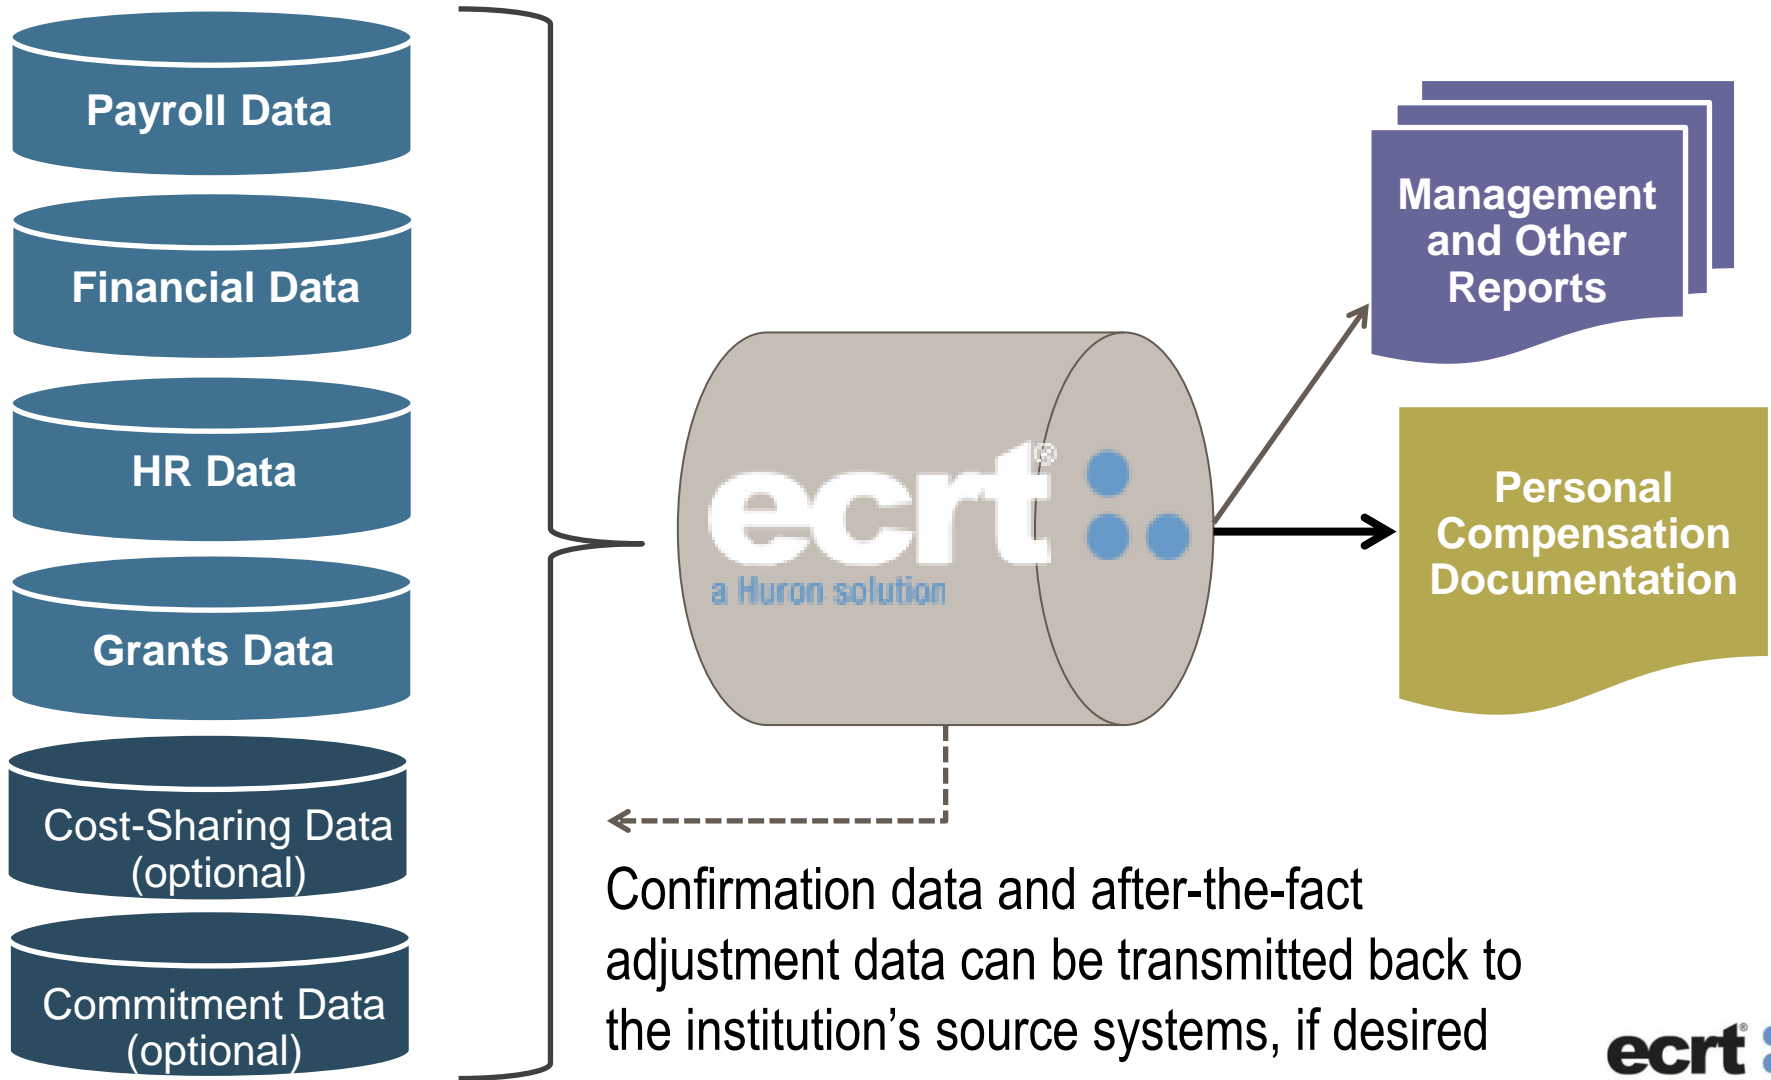 Payroll Data
Financial Data
HR Data
Grants Data
Cost-Sharing Data
(optional)
Commitment Data
(optional)
ecrt®
a Huron solution
Management
and Other
Reports
Personal
Compensation
Documentation
Confirmation data and after-the-fact
adjustment data can be transmitted back to
the institution’s source systems, if desired
ecrt®